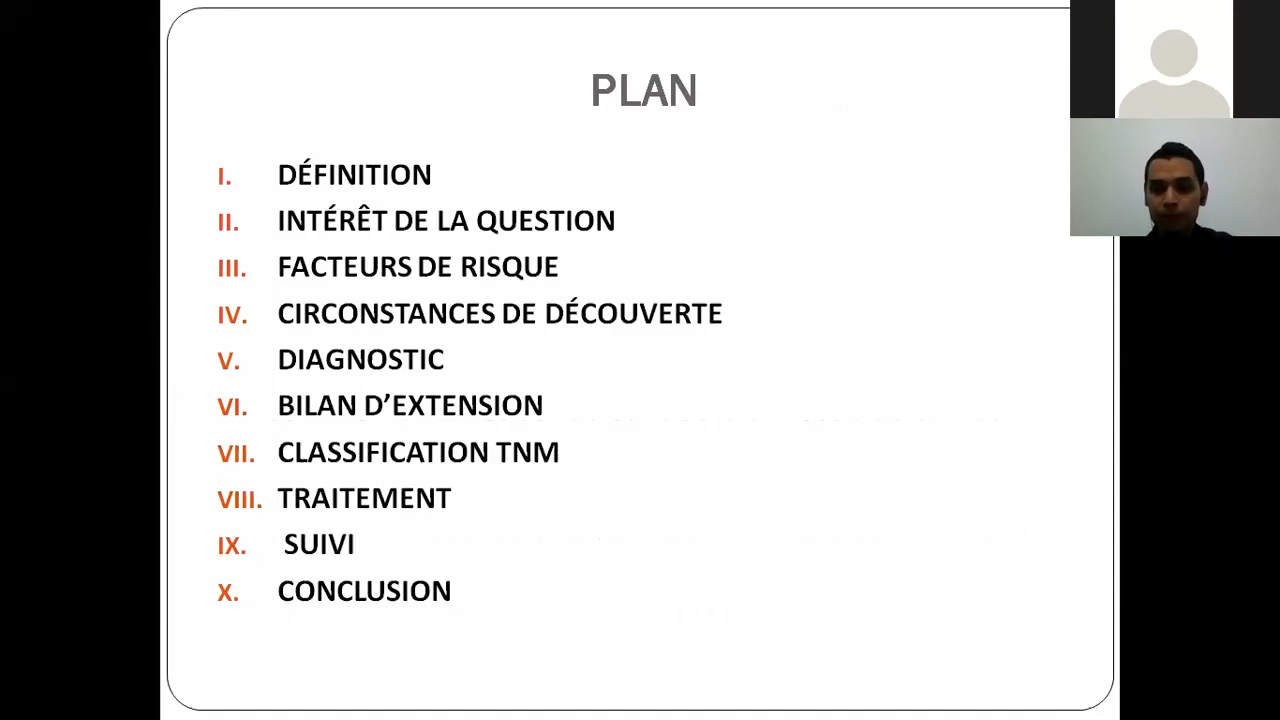 PLAN
I. DÉFINITION
II. INTÉRÊT DE LA QUESTION
III. FACTEURS DE RISQUE
IV. CIRCONSTANCES DE DÉCOUVERTE
V. DIAGNOSTIC
VI. BILAN D’EXTENSION
VII. CLASSIFICATION TNM
VIII. TRAITEMENT
IX. SUIVI
X. CONCLUSION